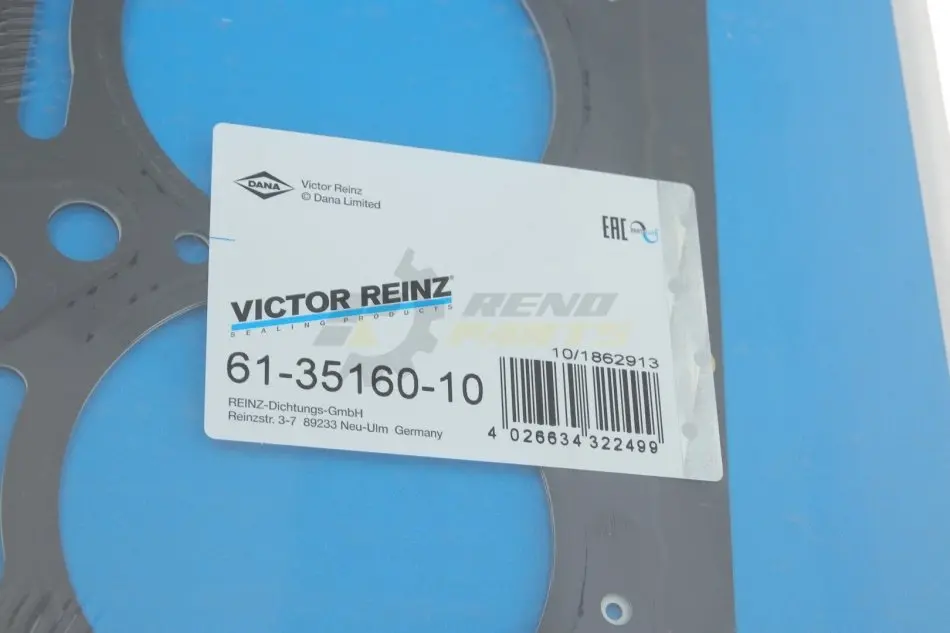 DANA
Victor Reinz
© Dana Limited
EAC
VICTOR REINZ®
SEALING PRODUCTS
RENO
PARTS
61-35160-10
REINZ-Dichtungs-GmbH
Reinzstr. 3-7 89233 Neu-Ulm Germany
10/1862913
4 026634 322499